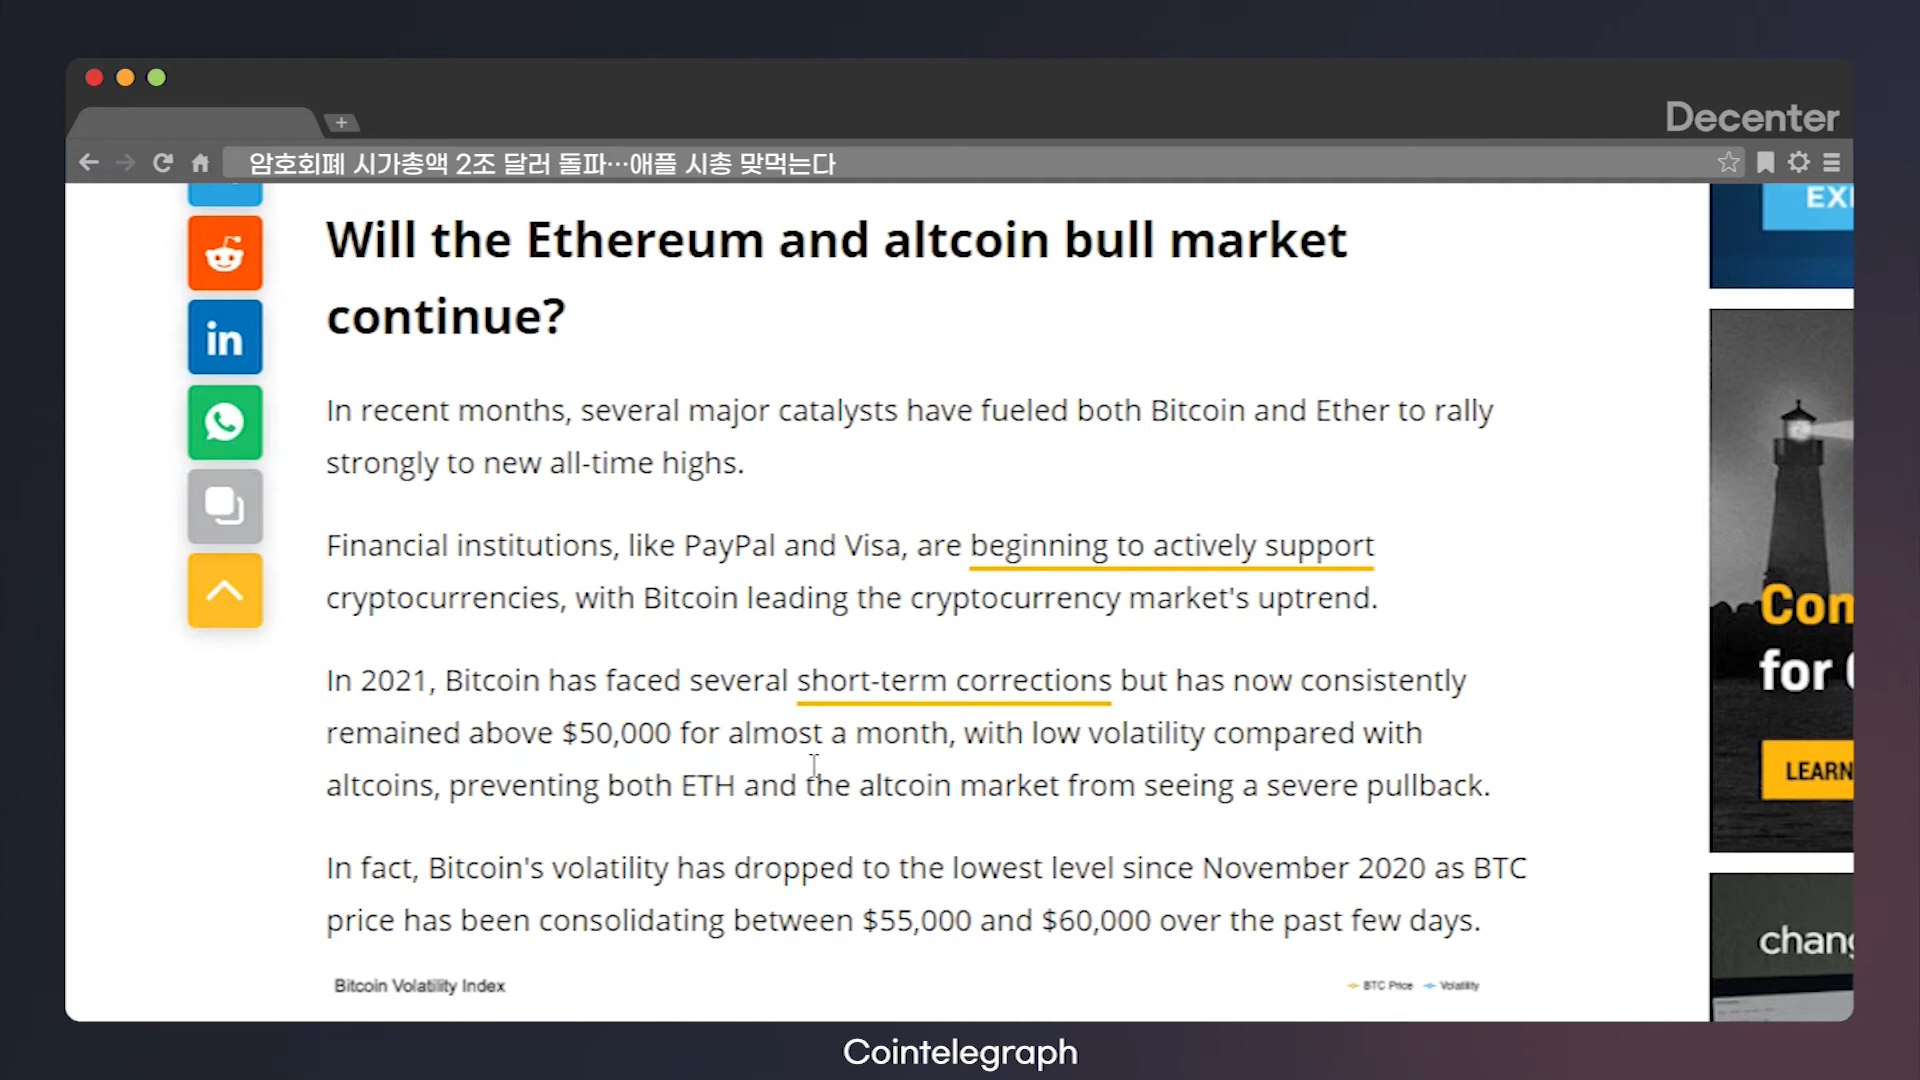 Decenter
암호회폐 시가총액 2조 달러 돌파…애플 시총 맞먹는다
Will the Ethereum and altcoin bull market
continue?
In recent months, several major catalysts have fueled both Bitcoin and Ether to rally
strongly to new all-time highs.
Financial institutions, like PayPal and Visa, are beginning to actively support
cryptocurrencies, with Bitcoin leading the cryptocurrency market's uptrend.
In 2021, Bitcoin has faced several short-term corrections but has now consistently
remained above $50,000 for almost a month, with low volatility compared with
altcoins, preventing both ETH and the altcoin market from seeing a severe pullback.
In fact, Bitcoin's volatility has dropped to the lowest level since November 2020 as BTC
price has been consolidating between $55,000 and $60,000 over the past few days.
Bitcoin Volatility Index
BTC Price Volatility
in
for
LEARN
Cointelegraph